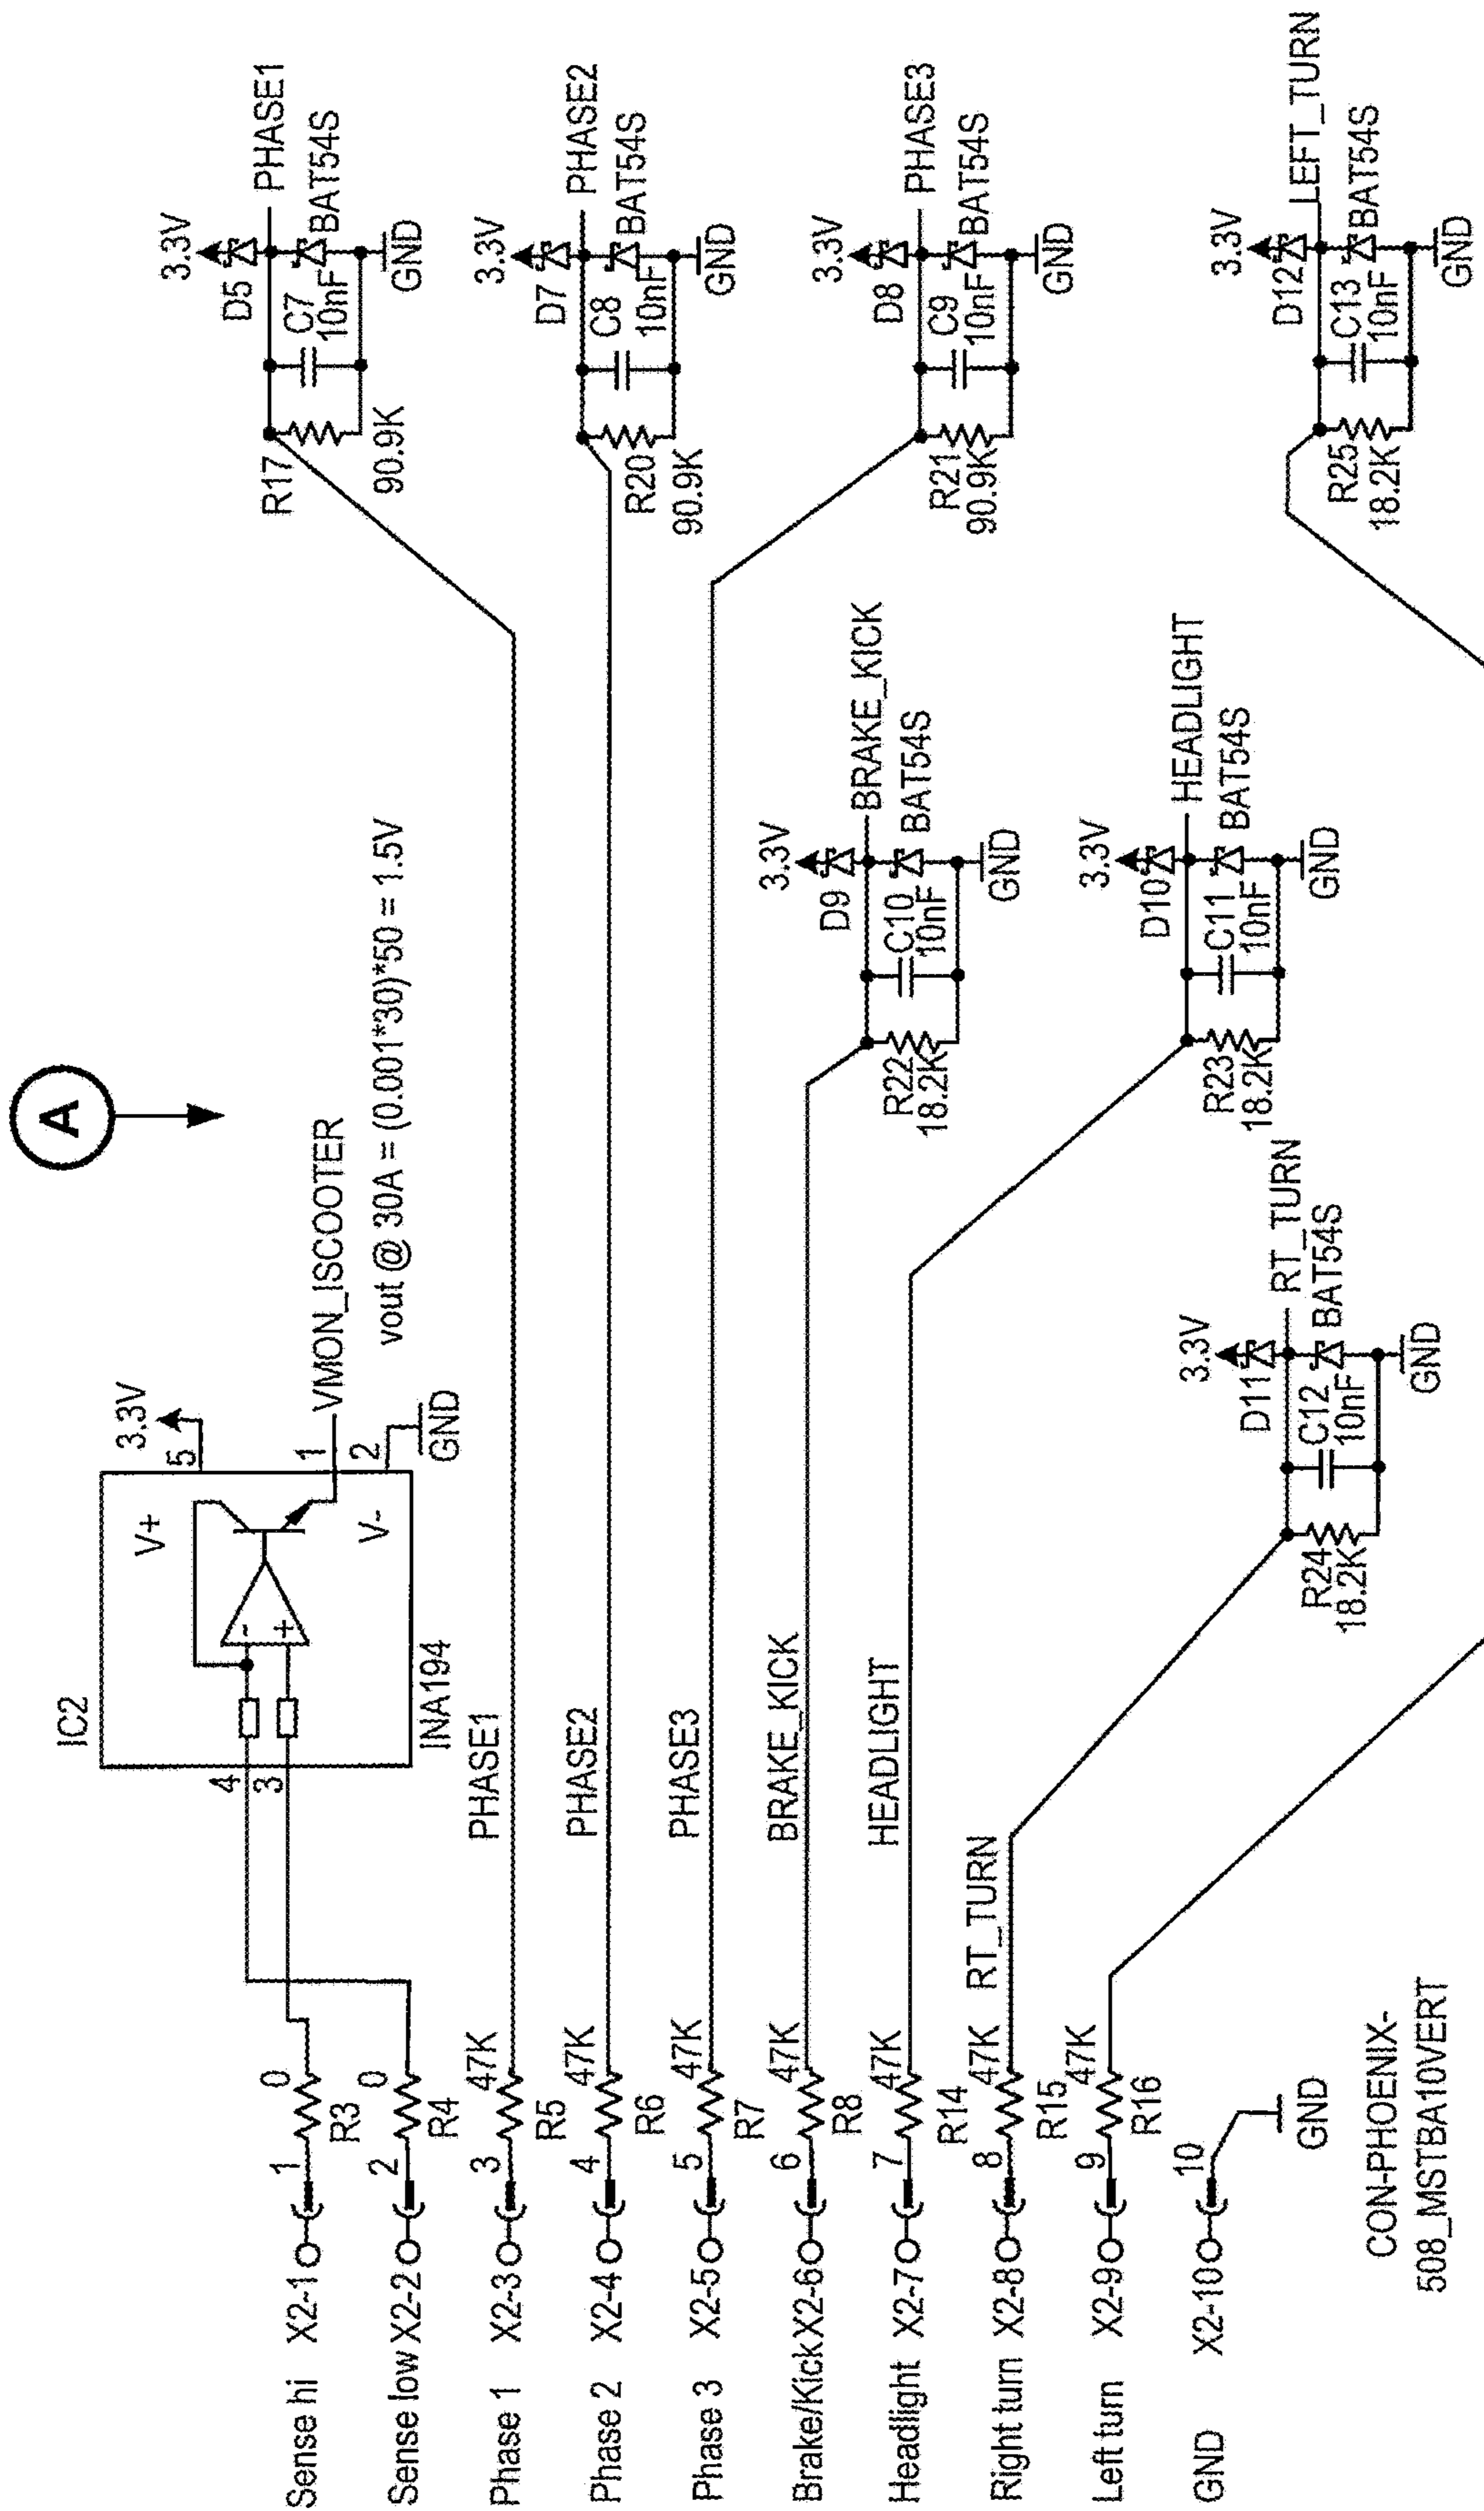 A
IC2
V+
V-
-
+
4
3
5
1
2
3.3V
GND
INA194
VMON_ISCOOTER
vout @ 30A = (0.001*30)*50 = 1.5V
Sense hi X2-1 1 R3 0
Sense low X2-2 2 R4 0
Phase 1 X2-3 3 R5 47K PHASE1
Phase 2 X2-4 4 R6 47K PHASE2
Phase 3 X2-5 5 R7 47K PHASE3
Brake/Kick X2-6 6 R8 47K BRAKE_KICK
Headlight X2-7 7 R14 47K HEADLIGHT
Right turn X2-8 8 R15 47K RT_TURN
Left turn X2-9 9 R16 47K
GND X2-10 10 GND
CON-PHOENIX-
508_MSTBA10VERT
3.3V
D5
PHASE1
R17
C7
10nF
BAT54S
90.9K
GND
3.3V
D7
PHASE2
C8
BAT54S
R20
10nF
90.9K
GND
3.3V
D8
PHASE3
R21
C9
BAT54S
90.9K
10nF
GND
3.3V
D9
BRAKE_KICK
R22
C10
BAT54S
18.2K
10nF
GND
3.3V
D10
HEADLIGHT
R23
C11
BAT54S
18.2K
10nF
GND
3.3V
D11
RT_TURN
R24
C12
BAT54S
18.2K
10nF
GND
3.3V
D12
LEFT_TURN
R25
C13
BAT54S
18.2K
10nF
GND